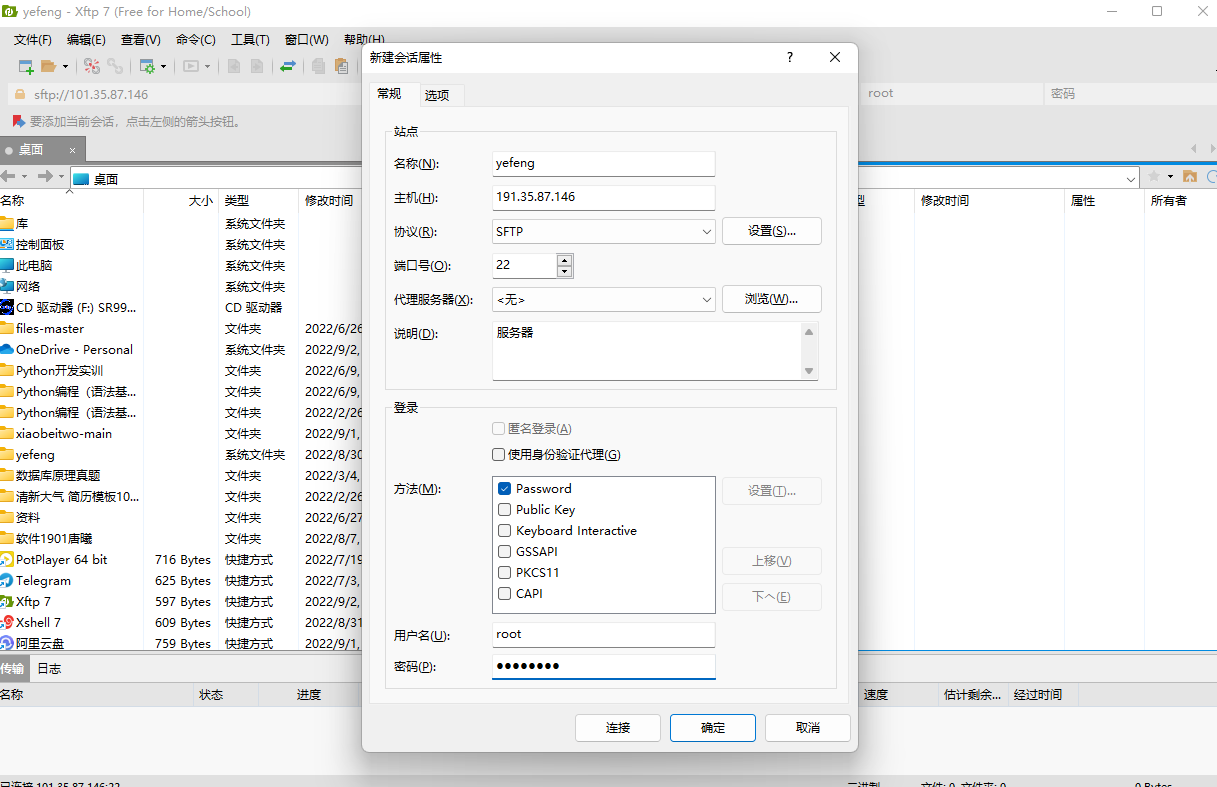 yefeng - Xftp 7 (Free for Home/School)
文件(F) 编辑(E) 查看(V) 命令(C) 工具(T) 窗口(W) 帮助(H)
sftp://101.35.87.146
root 密码
要添加当前会话，点击左侧的箭头按钮。
桌面 ×
桌面
名称 大小 类型 修改时间
库 系统文件夹
控制面板 系统文件夹
此电脑 系统文件夹
网络 系统文件夹
CD 驱动器 (F:) SR99... CD 驱动器
files-master 文件夹 2022/6/26
OneDrive - Personal 系统文件夹 2022/9/2,
Python开发实训 文件夹 2022/6/9,
Python编程（语法基... 文件夹 2022/6/9,
Python编程（语法基... 文件夹 2022/2/26
xiaobeitwo-main 文件夹 2022/9/1,
yefeng 系统文件夹 2022/8/30
数据库原理真题 文件夹 2022/3/4,
清新大气 简历模板10... 文件夹 2022/2/26
资料 文件夹 2022/6/27
软件1901唐曦 文件夹 2022/8/7,
PotPlayer 64 bit 716 Bytes 快捷方式 2022/7/19
Telegram 625 Bytes 快捷方式 2022/7/3,
Xftp 7 597 Bytes 快捷方式 2022/9/2,
Xshell 7 609 Bytes 快捷方式 2022/8/31
阿里云盘 759 Bytes 快捷方式 2022/9/1,
型 修改时间 属性 所有者
新建会话属性 ?
常规 选项
站点
名称(N): yefeng
主机(H): 191.35.87.146
协议(R): SFTP 设置(S)...
端口号(O): 22
代理服务器(X): <无> 浏览(W)...
说明(D): 服务器
登录
匿名登录(A)
使用身份验证代理(G)
方法(M): Password 设置(T)...
Public Key
Keyboard Interactive
GSSAPI 上移(V)
PKCS11
CAPI 下へ(E)
用户名(U): root
密码(P): ●●●●●●●●
连接 确定 取消
传输 日志
名称 状态 进度 速度 估计剩余... 经过时间
已连接 101.35.87.146:22 二进制 文件: 0, 文件夹: 0 0 Bytes